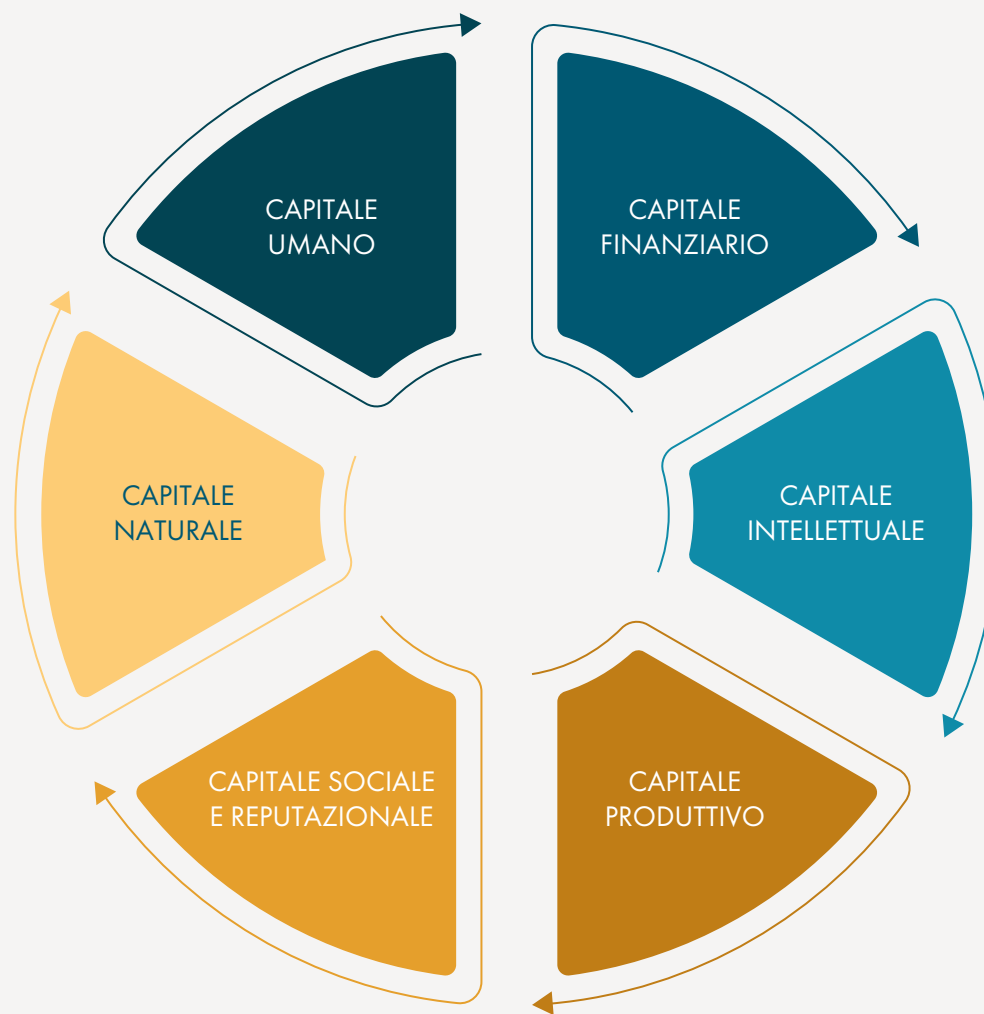 CAPITALE
UMANO
CAPITALE
FINANZIARIO
CAPITALE
NATURALE
CAPITALE
INTELLETTUALE
CAPITALE SOCIALE
E REPUTAZIONALE
CAPITALE
PRODUTTIVO